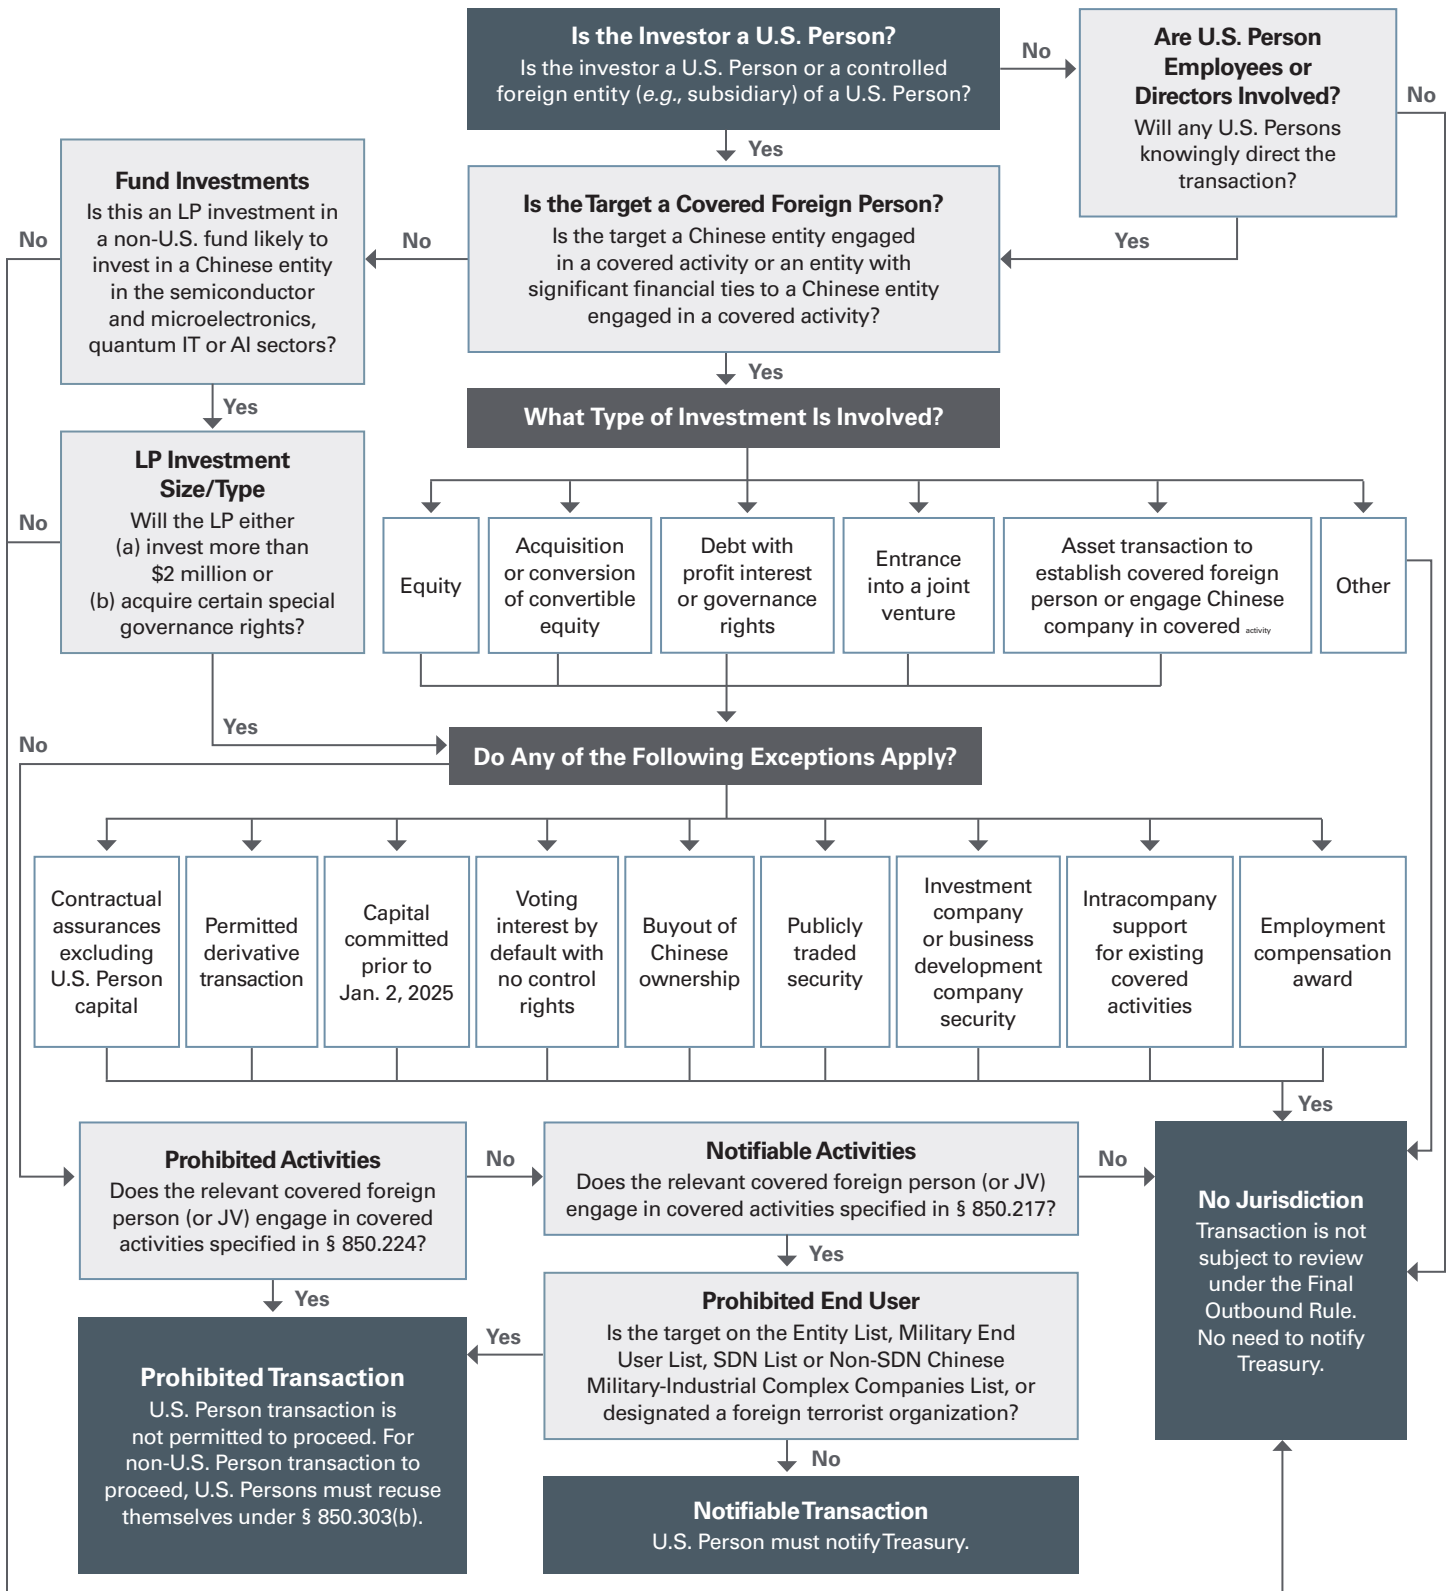 Is the Investor a U.S. Person?
Is the investor a U.S. Person or a controlled
foreign entity (e.g., subsidiary) of a U.S. Person?
No
Are U.S. Person
Employees or
Directors Involved?
Will any U.S. Persons
knowingly direct the
transaction?
No
Yes
Yes
Fund Investments
Is this an LP investment in
a non-U.S. fund likely to
invest in a Chinese entity
in the semiconductor
and microelectronics,
quantum IT or AI sectors?
No
No
Is the Target a Covered Foreign Person?
Is the target a Chinese entity engaged
in a covered activity or an entity with
significant financial ties to a Chinese entity
engaged in a covered activity?
Yes
Yes
What Type of Investment Is Involved?
LP Investment
Size/Type
Will the LP either
(a) invest more than
$2 million or
(b) acquire certain special
governance rights?
No
Equity
Acquisition
or conversion
of convertible
equity
Debt with
profit interest
or governance
rights
Entrance
into a joint
venture
Asset transaction to
establish covered foreign
person or engage Chinese
company in covered activity
Other
Yes
No
Do Any of the Following Exceptions Apply?
Contractual
assurances
excluding
U.S. Person
capital
Permitted
derivative
transaction
Capital
committed
prior to
Jan. 2, 2025
Voting
interest by
default with
no control
rights
Buyout of
Chinese
ownership
Publicly
traded
security
Investment
company
or business
development
company
security
Intracompany
support
for existing
covered
activities
Employment
compensation
award
Yes
Prohibited Activities
Does the relevant covered foreign
person (or JV) engage in covered
activities specified in § 850.224?
No
Notifiable Activities
Does the relevant covered foreign person (or JV)
engage in covered activities specified in § 850.217?
No
No Jurisdiction
Transaction is not
subject to review
under the Final
Outbound Rule.
No need to notify
Treasury.
Yes
Yes
Prohibited End User
Is the target on the Entity List, Military End
User List, SDN List or Non-SDN Chinese
Military-Industrial Complex Companies List, or
designated a foreign terrorist organization?
Yes
Prohibited Transaction
U.S. Person transaction is
not permitted to proceed. For
non-U.S. Person transaction to
proceed, U.S. Persons must recuse
themselves under § 850.303(b).
No
Notifiable Transaction
U.S. Person must notify Treasury.